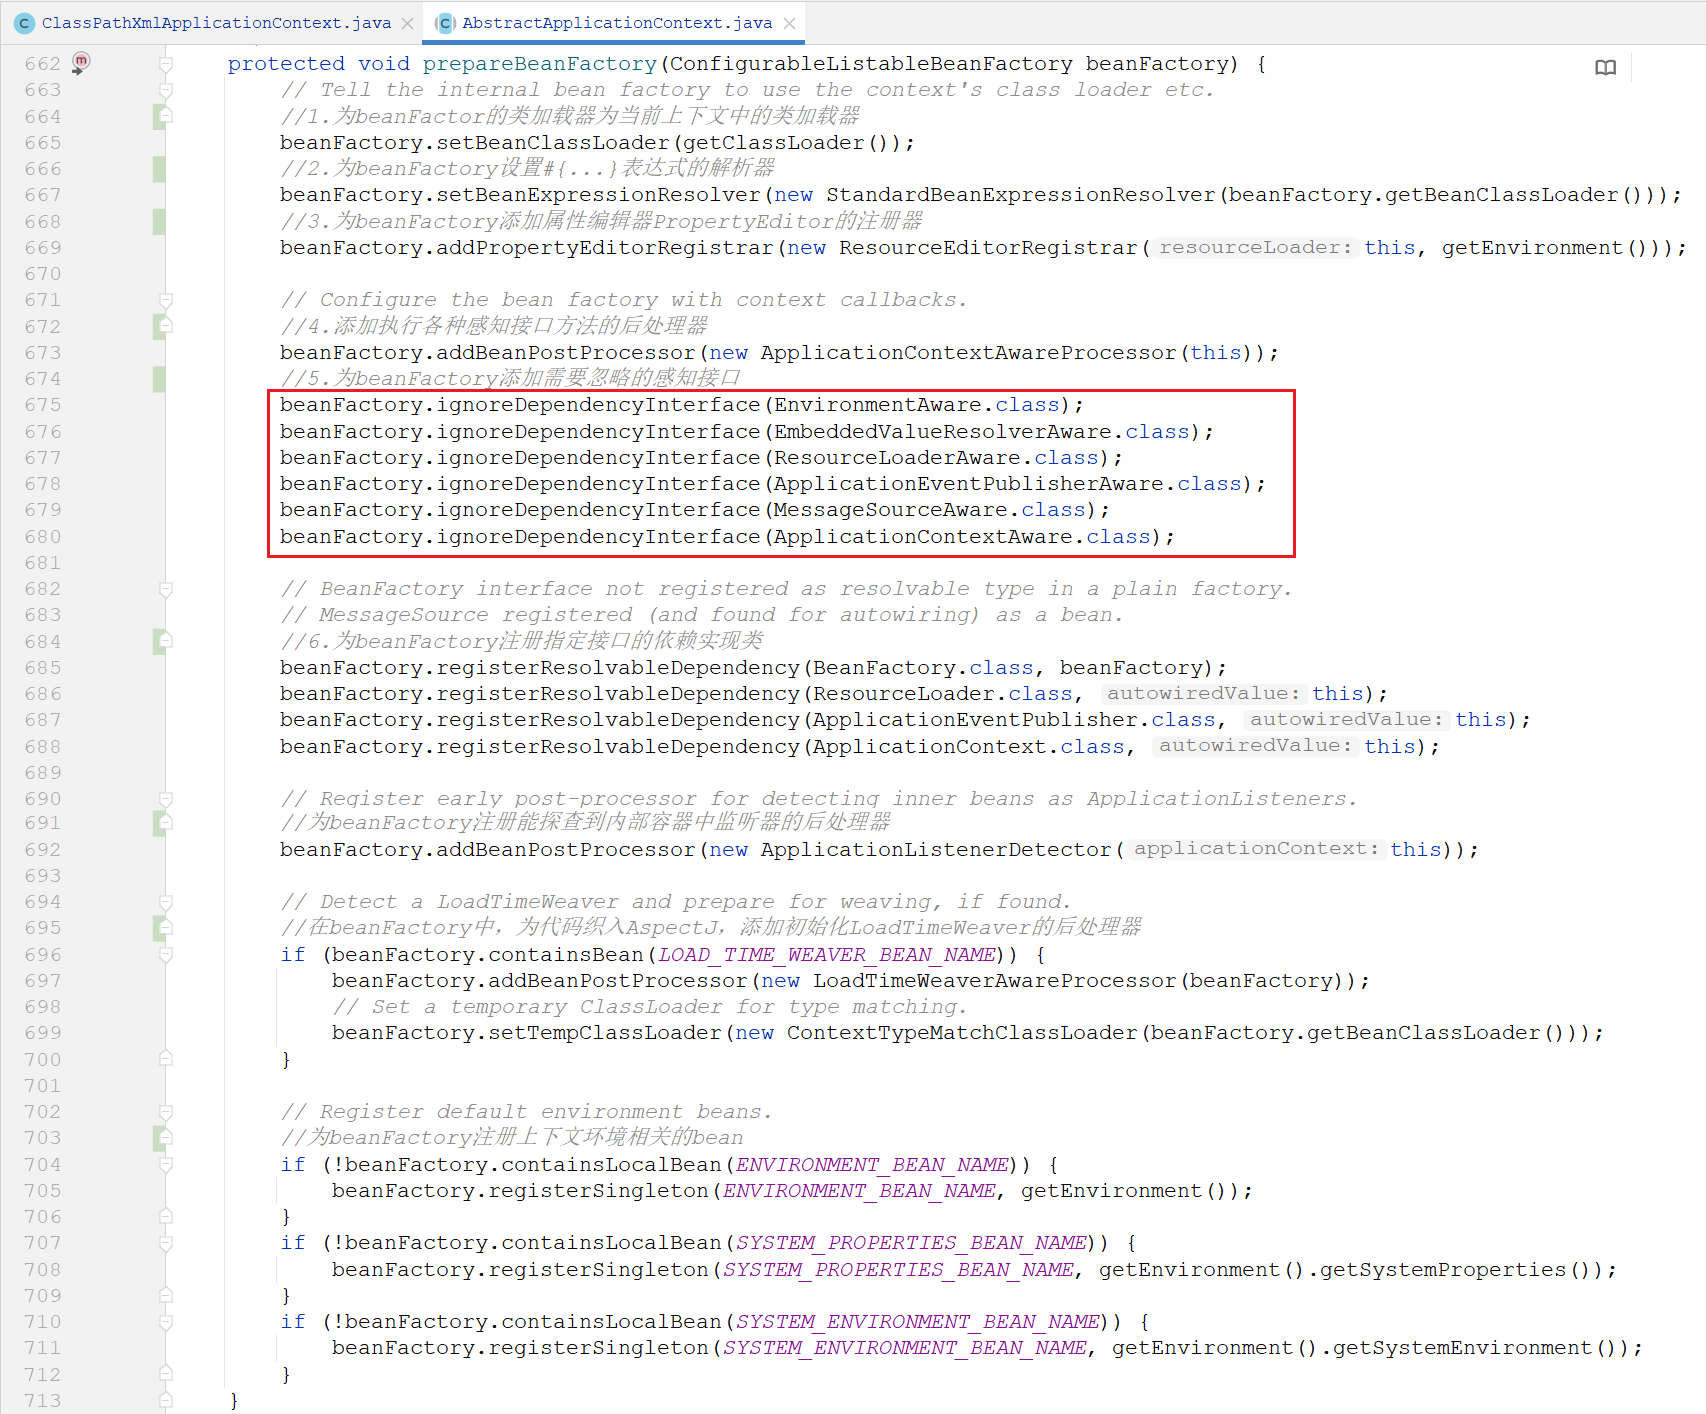 ClassPathXmlApplicationContext.java
AbstractApplicationContext.java
662 protected void prepareBeanFactory(ConfigurableListableBeanFactory beanFactory) {
663 // Tell the internal bean factory to use the context's class loader etc.
664 //1.为beanFactor的类加载器为当前上下文中的类加载器
665 beanFactory.setBeanClassLoader(getClassLoader());
666 //2.为beanFactory设置#{...}表达式的解析器
667 beanFactory.setBeanExpressionResolver(new StandardBeanExpressionResolver(beanFactory.getBeanClassLoader()));
668 //3.为beanFactory添加属性编辑器PropertyEditor的注册器
669 beanFactory.addPropertyEditorRegistrar(new ResourceEditorRegistrar( resourceLoader: this, getEnvironment()));
670
671 // Configure the bean factory with context callbacks.
672 //4.添加执行各种感知接口方法的后处理器
673 beanFactory.addBeanPostProcessor(new ApplicationContextAwareProcessor(this));
674 //5.为beanFactory添加需要忽略的感知接口
675 beanFactory.ignoreDependencyInterface(EnvironmentAware.class);
676 beanFactory.ignoreDependencyInterface(EmbeddedValueResolverAware.class);
677 beanFactory.ignoreDependencyInterface(ResourceLoaderAware.class);
678 beanFactory.ignoreDependencyInterface(ApplicationEventPublisherAware.class);
679 beanFactory.ignoreDependencyInterface(MessageSourceAware.class);
680 beanFactory.ignoreDependencyInterface(ApplicationContextAware.class);
681
682 // BeanFactory interface not registered as resolvable type in a plain factory.
683 // MessageSource registered (and found for autowiring) as a bean.
684 //6.为beanFactory注册指定接口的依赖实现类
685 beanFactory.registerResolvableDependency(BeanFactory.class, beanFactory);
686 beanFactory.registerResolvableDependency(ResourceLoader.class, autowiredValue: this);
687 beanFactory.registerResolvableDependency(ApplicationEventPublisher.class, autowiredValue: this);
688 beanFactory.registerResolvableDependency(ApplicationContext.class, autowiredValue: this);
689
690 // Register early post-processor for detecting inner beans as ApplicationListeners.
691 //为beanFactory注册能探查到内部容器中监听器的后处理器
692 beanFactory.addBeanPostProcessor(new ApplicationListenerDetector( applicationContext: this));
693
694 // Detect a LoadTimeWeaver and prepare for weaving, if found.
695 //在beanFactory中，为代码织入AspectJ，添加初始化LoadTimeWeaver的后处理器
696 if (beanFactory.containsBean(LOAD_TIME_WEAVER_BEAN_NAME)) {
697 beanFactory.addBeanPostProcessor(new LoadTimeWeaverAwareProcessor(beanFactory));
698 // Set a temporary ClassLoader for type matching.
699 beanFactory.setTempClassLoader(new ContextTypeMatchClassLoader(beanFactory.getBeanClassLoader()));
700 }
701
702 // Register default environment beans.
703 //为beanFactory注册上下文环境相关的bean
704 if (!beanFactory.containsLocalBean(ENVIRONMENT_BEAN_NAME)) {
705 beanFactory.registerSingleton(ENVIRONMENT_BEAN_NAME, getEnvironment());
706 }
707 if (!beanFactory.containsLocalBean(SYSTEM_PROPERTIES_BEAN_NAME)) {
708 beanFactory.registerSingleton(SYSTEM_PROPERTIES_BEAN_NAME, getEnvironment().getSystemProperties());
709 }
710 if (!beanFactory.containsLocalBean(SYSTEM_ENVIRONMENT_BEAN_NAME)) {
711 beanFactory.registerSingleton(SYSTEM_ENVIRONMENT_BEAN_NAME, getEnvironment().getSystemEnvironment());
712 }
713 }